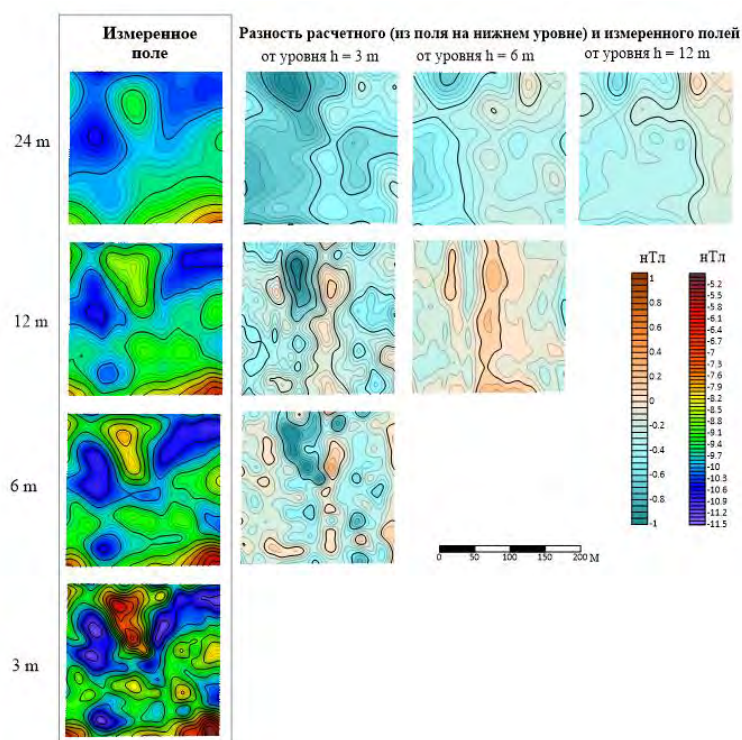 Измеренное
поле
Разность расчетного (из поля на нижнем уровне) и измеренного полей
от уровня h = 3 m
от уровня h = 6 m
от уровня h = 12 m
24 m
12 m
6 m
3 m
нТл
1
0.8
0.6
0.4
0.2
0
-0.2
-0.4
-0.6
-0.8
-1
нТл
-5.2
-5.5
-5.8
-6.1
-6.4
-6.7
-7
-7.3
-7.6
-7.9
-8.2
-8.5
-8.8
-9.1
-9.4
-9.7
-10
-10.3
-10.6
-10.9
-11.2
-11.5
0
50
100
150
200
М